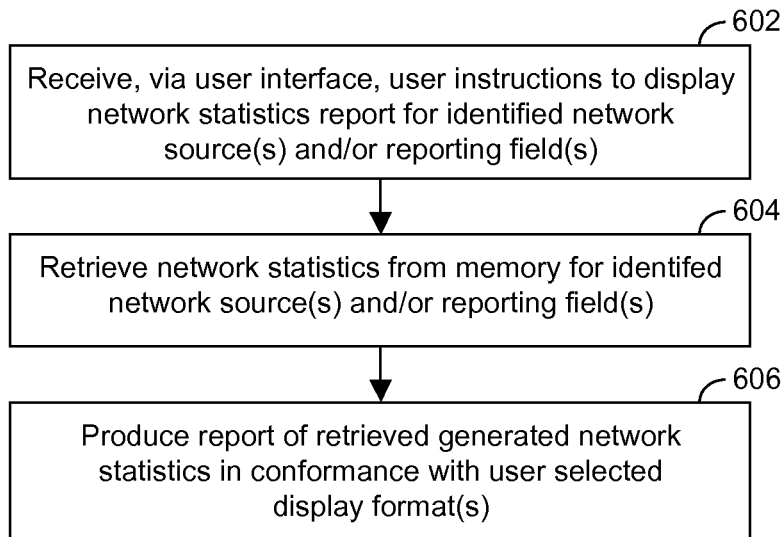 602
Receive, via user interface, user instructions to display
network statistics report for identified network
source(s) and/or reporting field(s)
604
Retrieve network statistics from memory for identifed
network source(s) and/or reporting field(s)
606
Produce report of retrieved generated network
statistics in conformance with user selected
display format(s)